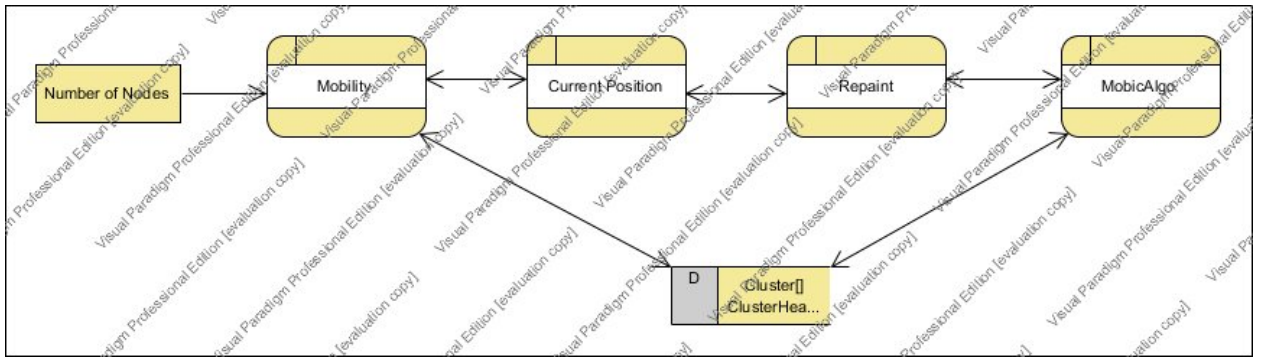 Number of Nodes
Mobility
Current Position
Repaint
MobicAlgo
D
Cluster[]
ClusterHea...
Visual Paradigm Professional Edition [evaluation copy]